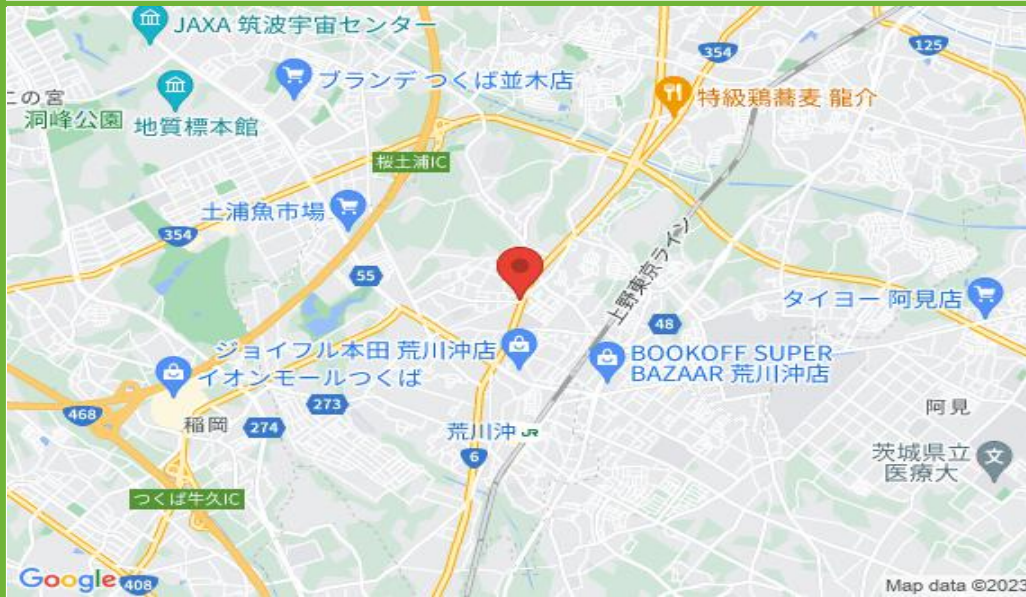 JAXA 筑波宇宙センター
354
125
ブランデ つくば並木店
特級鶏蕎麦 龍介
二の宮
洞峰公園
地質標本館
桜土浦IC
土浦魚市場
354
55
上野東京ライン
タイヨー 阿見店
48
ジョイフル本田 荒川沖店
BOOKOFF SUPER
BAZAAR 荒川沖店
イオンモールつくば
468
273
稲岡
274
荒川沖 JR
6
阿見
茨城県立
医療大
つくば牛久IC
Google
408
Map data ©2023